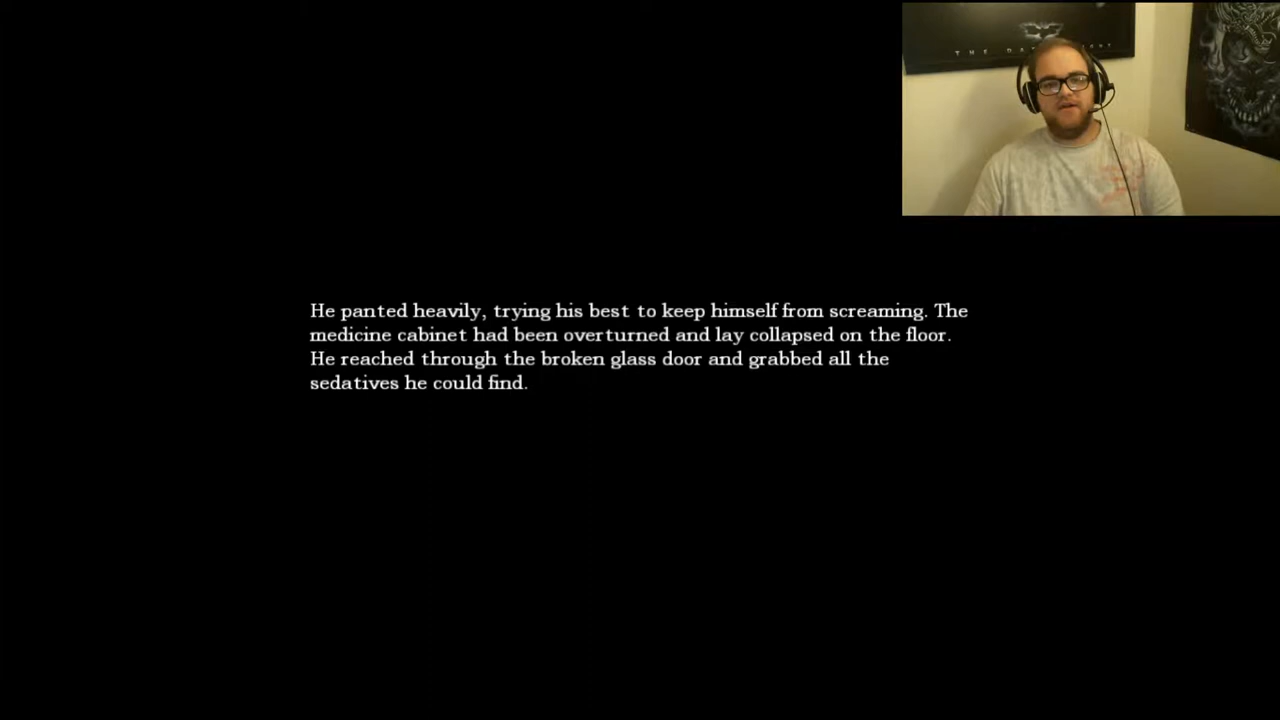 THE DA
He panted heavily, trying his best to keep himself from screaming. The
medicine cabinet had been overturned and lay collapsed on the floor.
He reached through the broken glass door and grabbed all the
sedatives he could find.